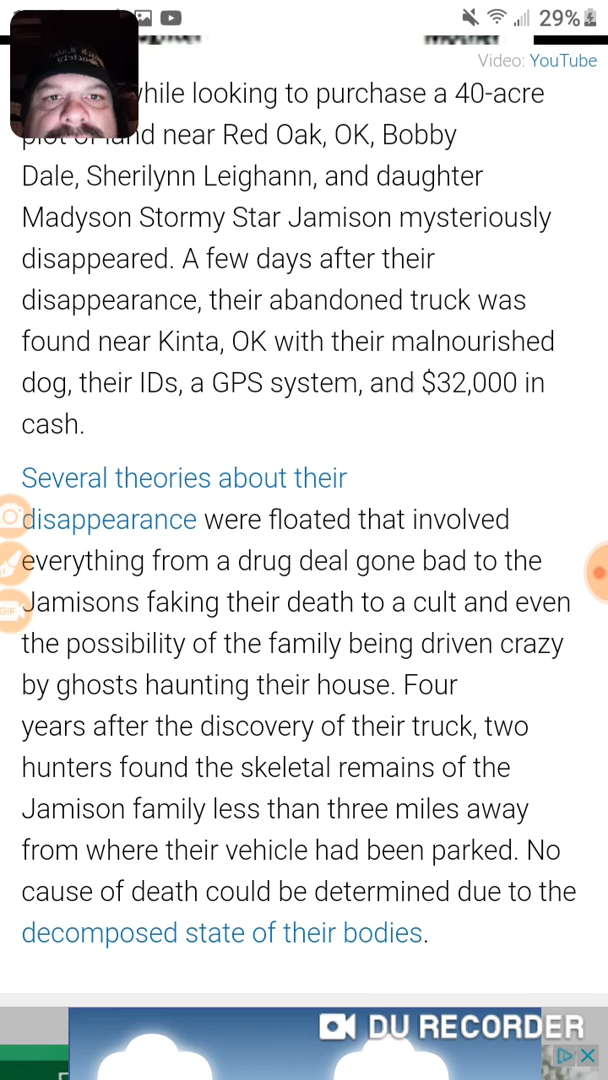 29%
Video: YouTube
while looking to purchase a 40-acre
plot of land near Red Oak, OK, Bobby
Dale, Sherilynn Leighann, and daughter
Madyson Stormy Star Jamison mysteriously
disappeared. A few days after their
disappearance, their abandoned truck was
found near Kinta, OK with their malnourished
dog, their IDs, a GPS system, and $32,000 in
cash.
Several theories about their
disappearance were floated that involved
everything from a drug deal gone bad to the
Jamisons faking their death to a cult and even
the possibility of the family being driven crazy
by ghosts haunting their house. Four
years after the discovery of their truck, two
hunters found the skeletal remains of the
Jamison family less than three miles away
from where their vehicle had been parked. No
cause of death could be determined due to the
decomposed state of their bodies.
GIF
DU RECORDER